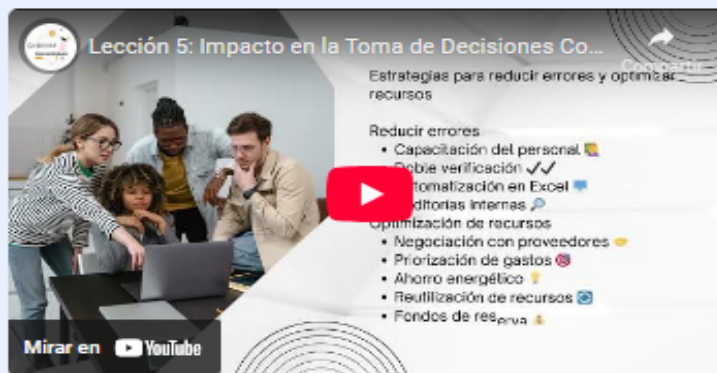 Lección 5: Impacto en la Toma de Decisiones Co...
Compartir
Estrategias para reducir errores y optimizar
recursos
Reducir errores
• Capacitación del personal
• Doble verificación ✓✓
utomatización en Excel
ditorías internas
Optimización de recursos
• Negociación con proveedores
• Priorización de gastos
• Ahorro energético
• Reutilización de recursos
• Fondos de reserva
Mirar en YouTube